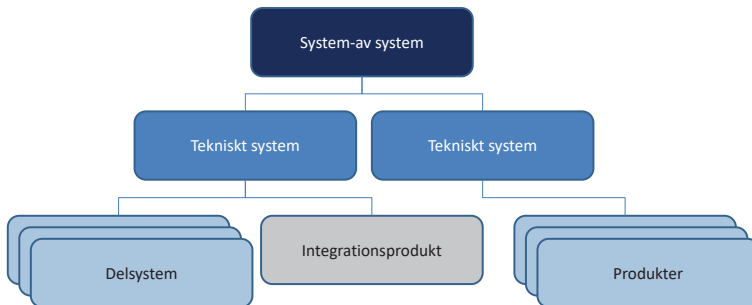 System-av system
Tekniskt system
Tekniskt system
Delsystem
Integrationsprodukt
Produkter